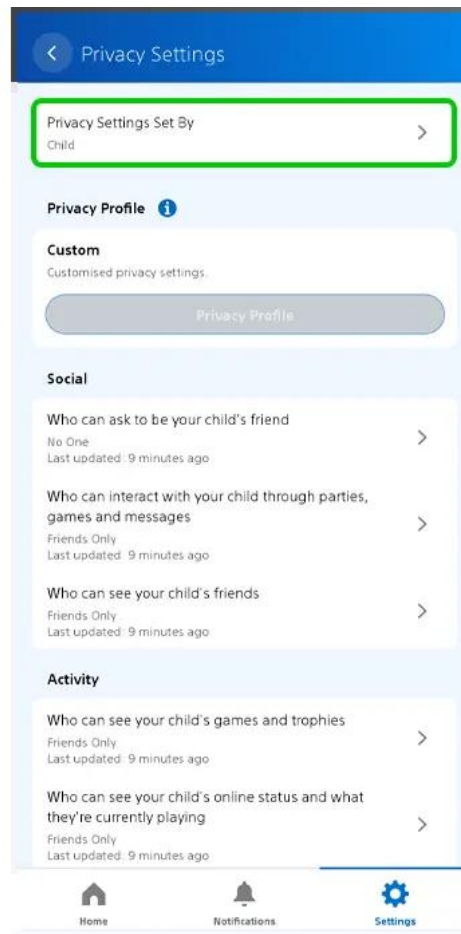 Privacy Settings
Privacy Settings Set By
Child
Privacy Profile
Custom
Customised privacy settings.
Privacy Profile
Social
Who can ask to be your child's friend
No One
Last updated: 9 minutes ago
Who can interact with your child through parties,
games and messages
Friends Only
Last updated: 9 minutes ago
Who can see your child's friends
Friends Only
Last updated: 9 minutes ago
Activity
Who can see your child's games and trophies
Friends Only
Last updated: 9 minutes ago
Who can see your child's online status and what
they're currently playing
Friends Only
Last updated: 9 minutes ago
Home
Notifications
Settings